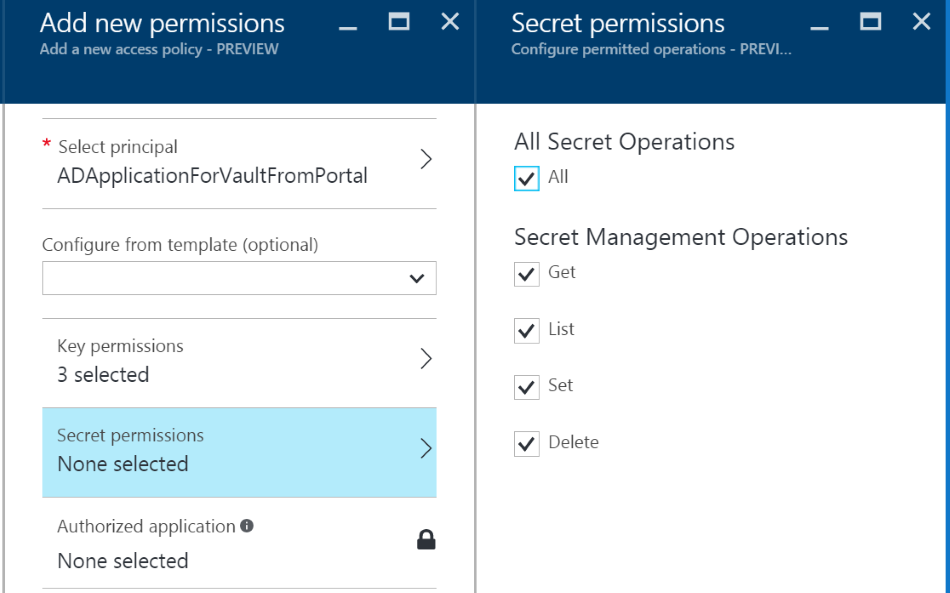 Add new permissions
Add a new access policy - PREVIEW
* Select principal
ADApplicationForVaultFromPortal
Configure from template (optional)
Key permissions
3 selected
Secret permissions
None selected
Authorized application
None selected
Secret permissions
Configure permitted operations - PREVI...
All Secret Operations
All
Secret Management Operations
Get
List
Set
Delete